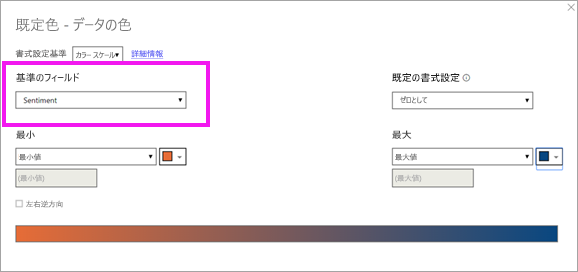 既定色 - データの色
書式設定基準 カラー スケール 詳細情報
基準のフィールド 既定の書式設定
Sentiment ゼロとして
最小 最大
最小値 最大値
(最小値) (最大値)
左右逆方向